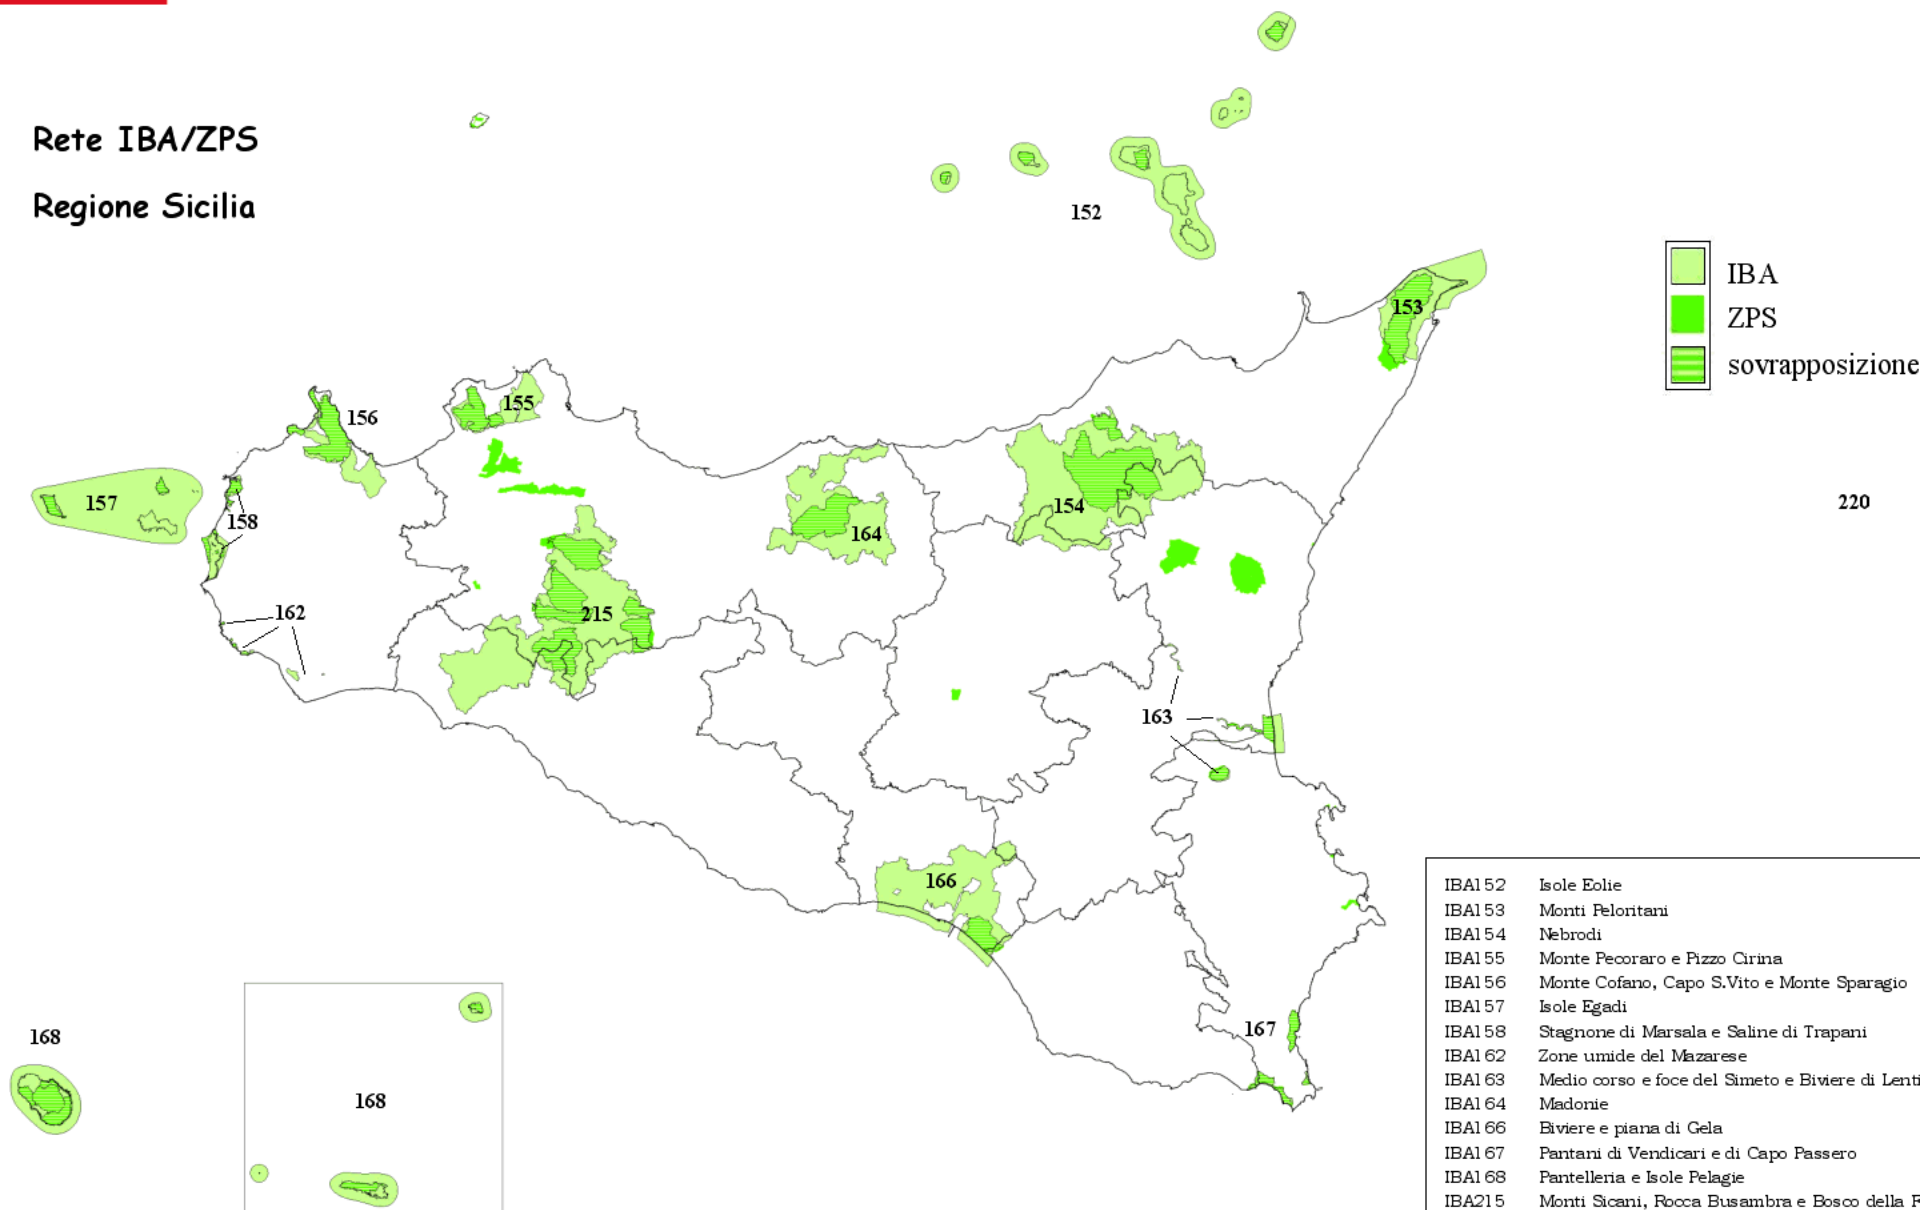 Rete IBA/ZPS
Regione Sicilia
152
IBA
153
ZPS
sovrapposizione
155
156
157
154
220
158
164
162
215
163
166
168
167
168
IBA152 Isole Eolie
IBA153 Monti Peloritani
IBA154 Nebrodi
IBA155 Monte Pecoraro e Pizzo Cirina
IBA156 Monte Cofano, Capo S.Vito e Monte Sparagio
IBA157 Isole Egadi
IBA158 Stagnone di Marsala e Saline di Trapani
IBA162 Zone umide del Mazarese
IBA163 Medio corso e foce del Simeto e Biviere di Lenti
IBA164 Madonie
IBA166 Biviere e piana di Gela
IBA167 Pantani di Vendicari e di Capo Passero
IBA168 Pantelleria e Isole Pelagie
IBA215 Monti Sicani, Rocca Busambra e Bosco della F